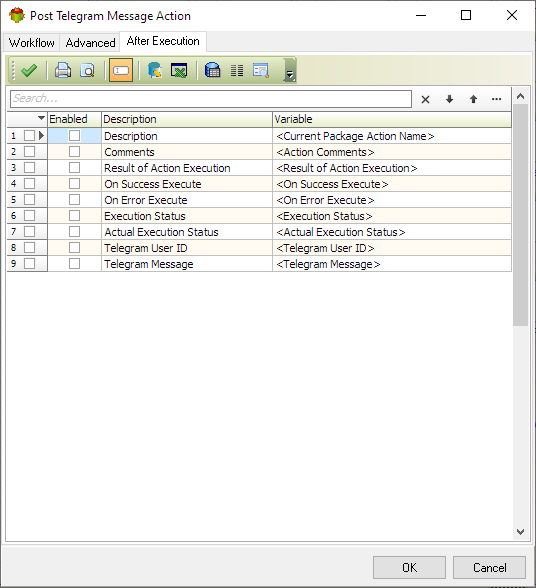 Post Telegram Message Action
Workflow Advanced After Execution
Search...
Enabled Description Variable
1 Description <Current Package Action Name>
2 Comments <Action Comments>
3 Result of Action Execution <Result of Action Execution>
4 On Success Execute <On Success Execute>
5 On Error Execute <On Error Execute>
6 Execution Status <Execution Status>
7 Actual Execution Status <Actual Execution Status>
8 Telegram User ID <Telegram User ID>
9 Telegram Message <Telegram Message>
OK Cancel